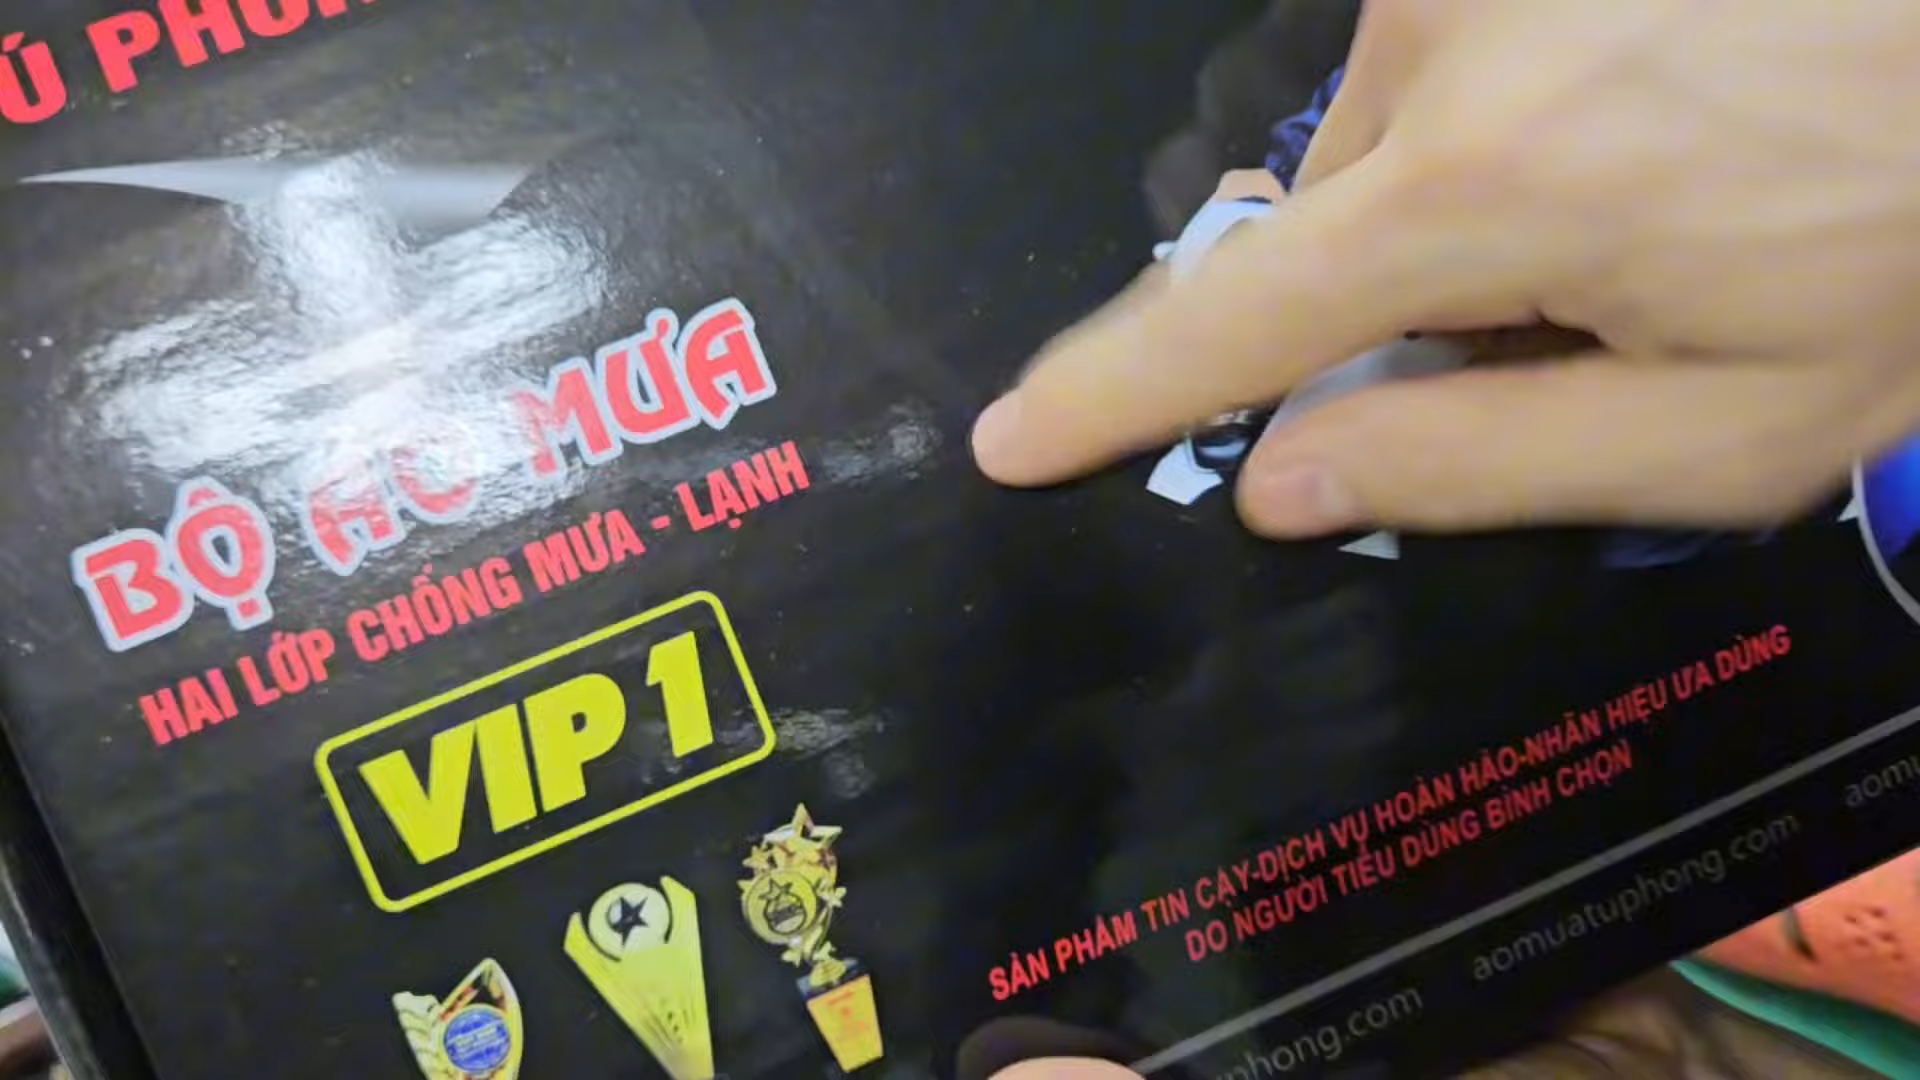 BỘ ÁO MƯA
HAI LỚP CHỐNG MƯA - LẠNH
VIP 1
SẢN PHẨM TIN CẬY-DỊCH VỤ HOÀN HẢO-NHÃN HIỆU ƯA DÙNG
DO NGƯỜI TIÊU DÙNG BÌNH CHỌN
aomuatuphong.com